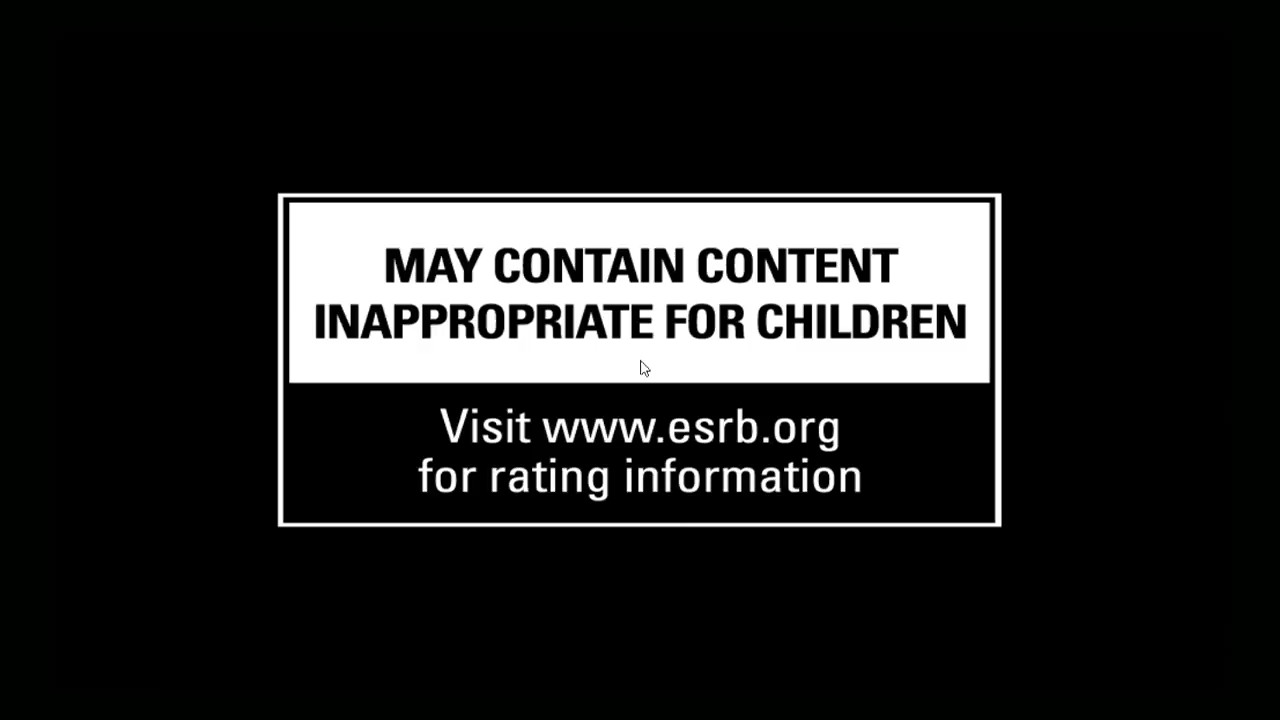 MAY CONTAIN CONTENT
INAPPROPRIATE FOR CHILDREN
Visit www.esrb.org
for rating information